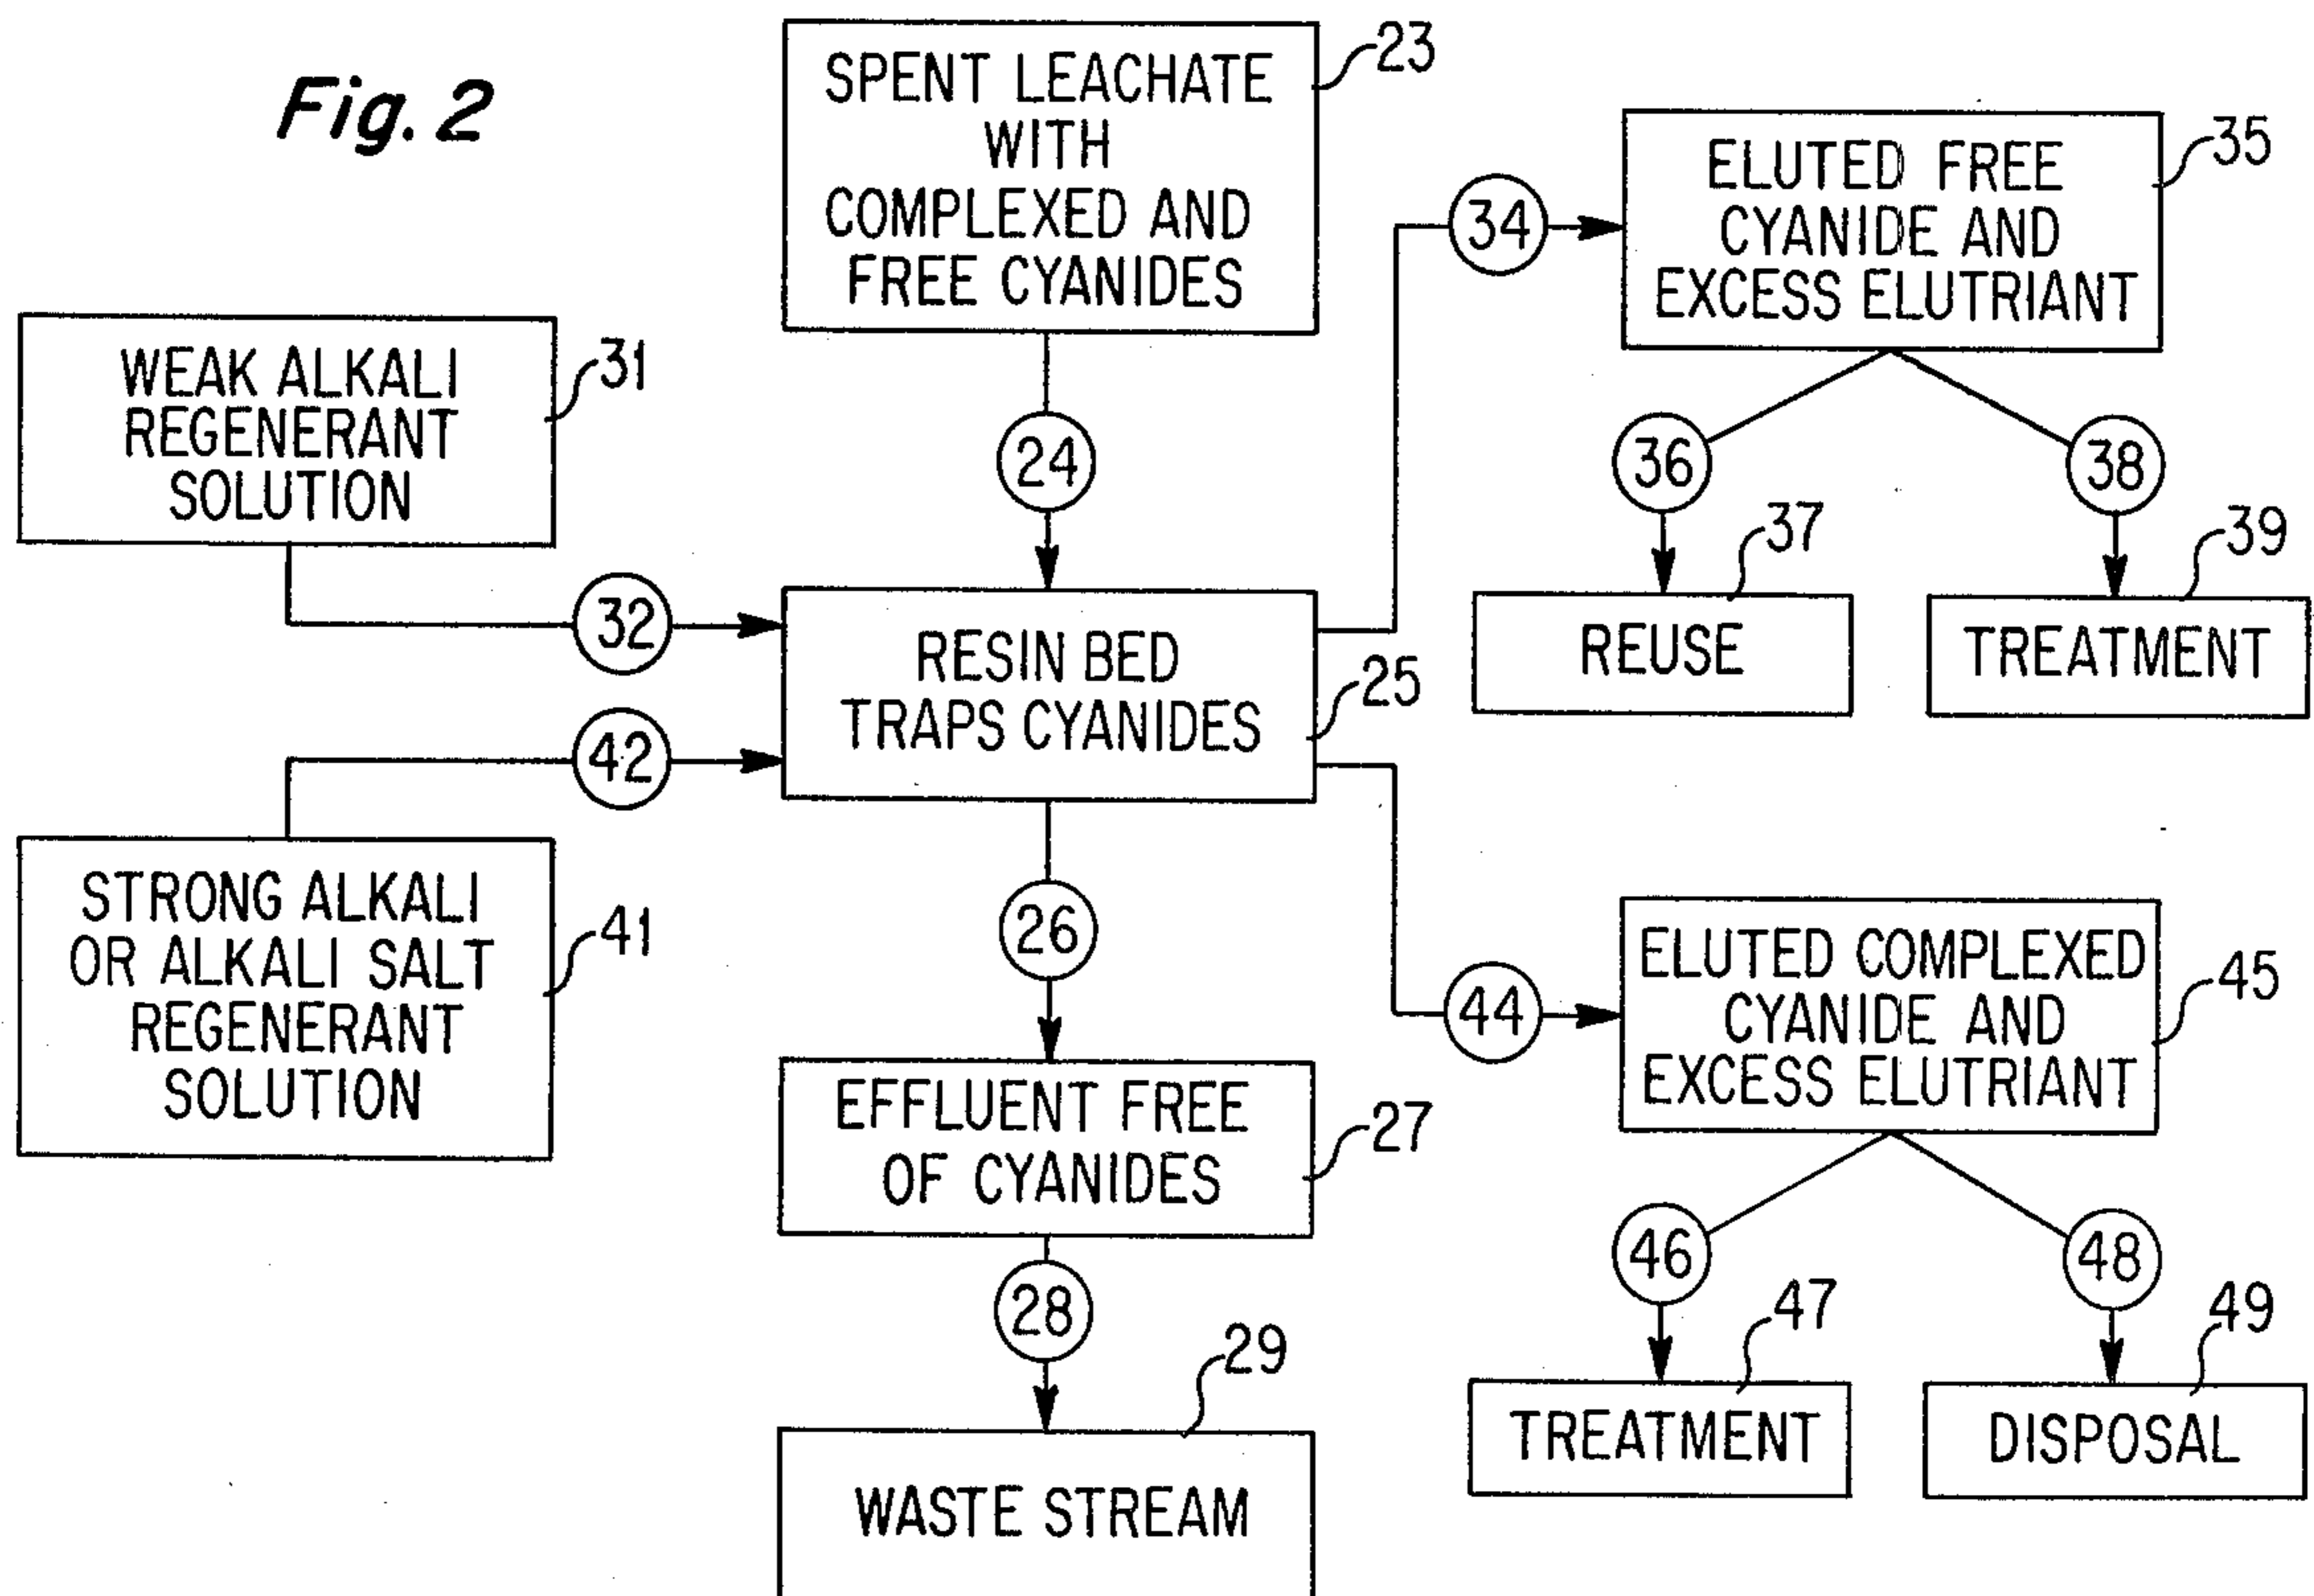 Fig. 2
SPENT LEACHATE
WITH
COMPLEXED AND
FREE CYANIDES
23
24
WEAK ALKALI
REGENERANT
SOLUTION
31
32
STRONG ALKALI
OR ALKALI SALT
REGENERANT
SOLUTION
41
42
RESIN BED
TRAPS CYANIDES
25
26
EFFLUENT FREE
OF CYANIDES
27
28
WASTE STREAM
29
34
ELUTED FREE
CYANIDE AND
EXCESS ELUTRIANT
35
36
38
REUSE
37
TREATMENT
39
44
ELUTED COMPLEXED
CYANIDE AND
EXCESS ELUTRIANT
45
46
48
TREATMENT
47
DISPOSAL
49